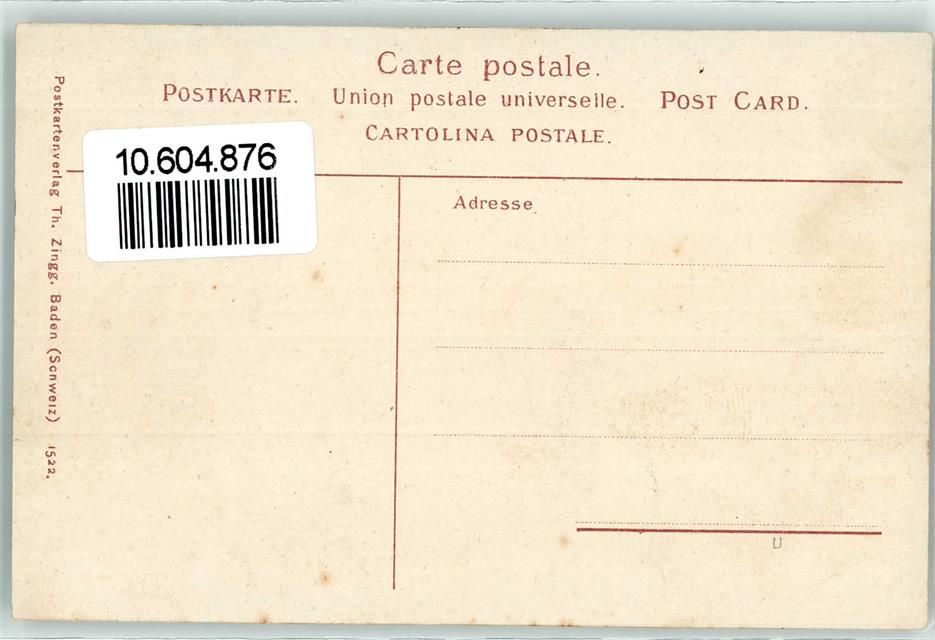 Carte postale.
POSTKARTE. Union postale universelle. POST CARD.
CARTOLINA POSTALE.
10.604.876
Adresse
Postkartenverlag Th. Zingg. Baden (Schweiz) 1522.
U